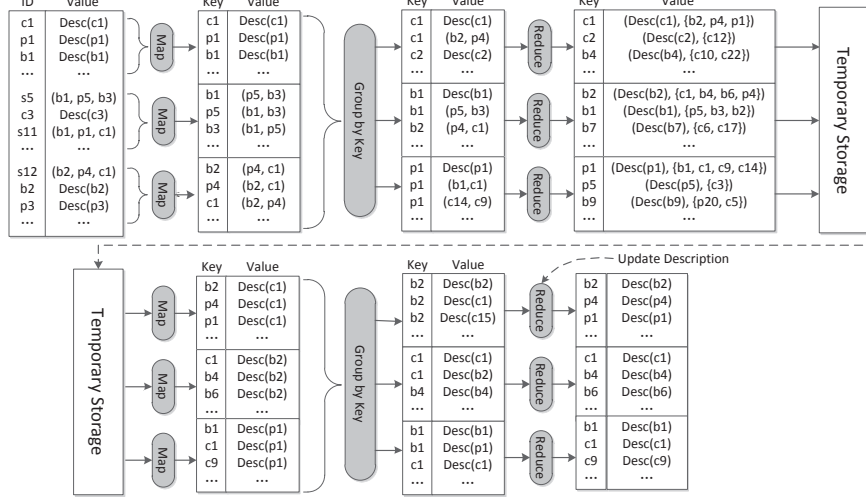 ID Value
c1 Desc(c1)
p1 Desc(p1)
b1 Desc(b1)
... ...
s5 (b1, p5, b3)
c3 Desc(c3)
s11 (b1, p1, c1)
... ...
s12 (b2, p4, c1)
b2 Desc(b2)
p3 Desc(p3)
... ...
Map
Map
Map
Key Value
c1 Desc(c1)
p1 Desc(p1)
b1 Desc(b1)
... ...
b1 (p5, b3)
p5 (b1, b3)
b3 (b1, p5)
... ...
b2 (p4, c1)
p4 (b2, c1)
c1 (b2, p4)
... ...
Group by Key
Key Value
c1 Desc(c1)
c1 (b2, p4)
c2 Desc(c2)
... ...
b1 Desc(b1)
b1 (p5, b3)
b2 (p4, c1)
... ...
p1 Desc(p1)
p1 (b1,c1)
p1 (c14, c9)
... ...
Reduce
Reduce
Reduce
Key Value
c1 (Desc(c1), {b2, p4, p1})
c2 (Desc(c2), {c12})
b4 (Desc(b4), {c10, c22})
... ...
b2 (Desc(b2), {c1, b4, b6, p4})
b1 (Desc(b1), {p5, b3, b2})
b7 (Desc(b7), {c6, c17})
... ...
p1 (Desc(p1), {b1, c1, c9, c14})
p5 (Desc(p5), {c3})
b9 (Desc(b9), {p20, c5})
... ...
Temporary Storage
Temporary Storage
Map
Map
Map
Key Value
b2 Desc(c1)
p4 Desc(c1)
p1 Desc(c1)
... ...
c1 Desc(b2)
b4 Desc(b2)
b6 Desc(b2)
... ...
b1 Desc(p1)
c1 Desc(p1)
c9 Desc(p1)
... ...
Group by Key
Key Value
b2 Desc(b2)
b2 Desc(c1)
b2 Desc(c15)
... ...
c1 Desc(c1)
c1 Desc(b2)
b4 Desc(b4)
... ...
b1 Desc(b1)
b1 Desc(p1)
c1 Desc(c1)
... ...
Update Description
Reduce
Reduce
Reduce
b2 Desc(b2)
p4 Desc(p4)
p1 Desc(p1)
... ...
c1 Desc(c1)
b4 Desc(b4)
b6 Desc(b6)
... ...
b1 Desc(b1)
c1 Desc(c1)
c9 Desc(c9)
... ...